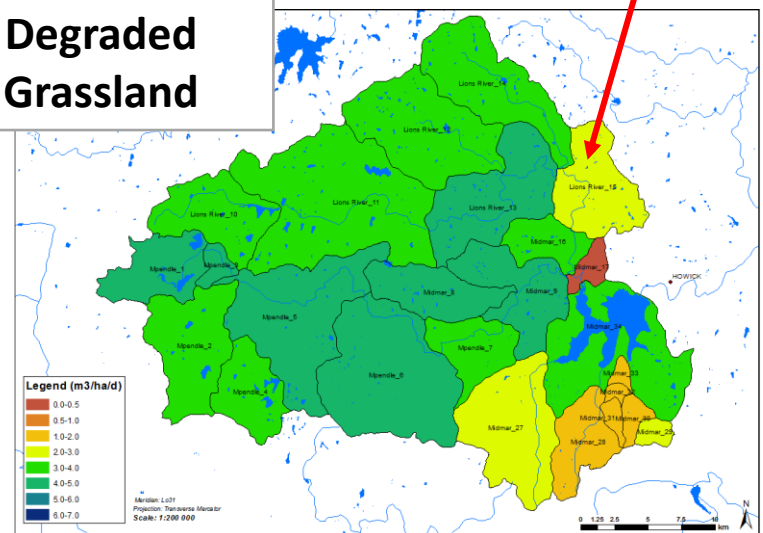 Degraded
Grassland
Lions River_14
Lions River_12
Lions River_15
Lions River_10
Lions River_11
Lions River_13
Midmar_16
Mpendle_1
Mpendle_3
Midmar_17
HOWICK
Midmar_8
Midmar_9
Mpendle_5
Midmar_34
Mpendle_2
Mpendle_7
Mpendle_6
Midmar_33
Mpendle_4
Midmar_27
Midmar_31
Midmar_30
Midmar_29
Midmar_28
Legend (m3/ha/d)
0.0-0.5
0.5-1.0
1.0-2.0
2.0-3.0
3.0-4.0
4.0-5.0
5.0-6.0
6.0-7.0
Meridian: Lo31
Projection: Transverse Mercator
Scale: 1:200 000
0 1.25 2.5 5 7.5 10
km
N